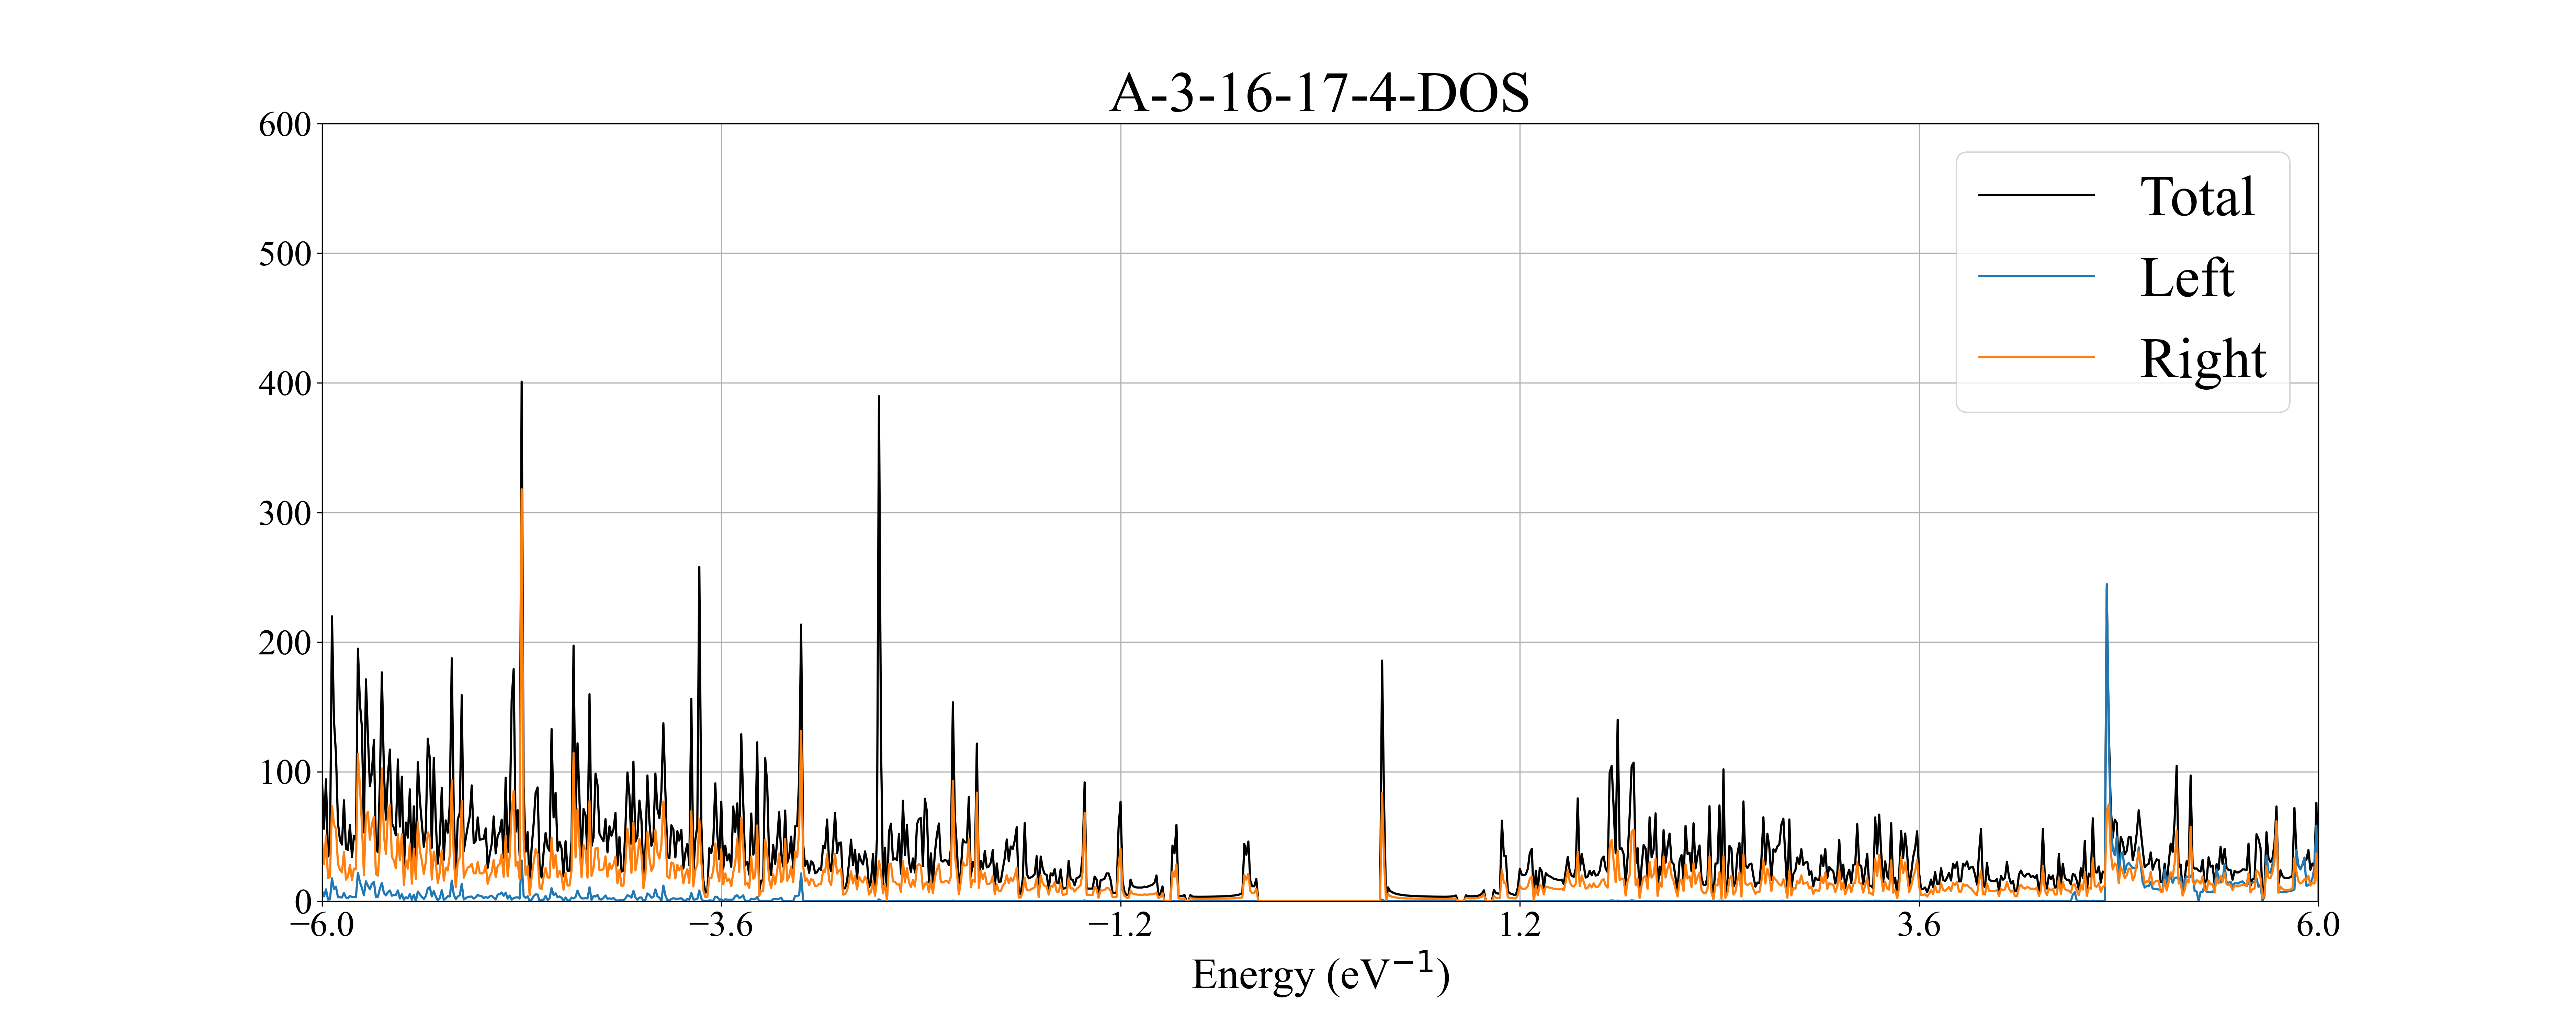 A-3-16-17-4-DOS
600
500
400
300
200
100
0
Total
Left
Right
−6.0 −3.6 −1.2 1.2 3.6 6.0
Energy (eV⁻¹)